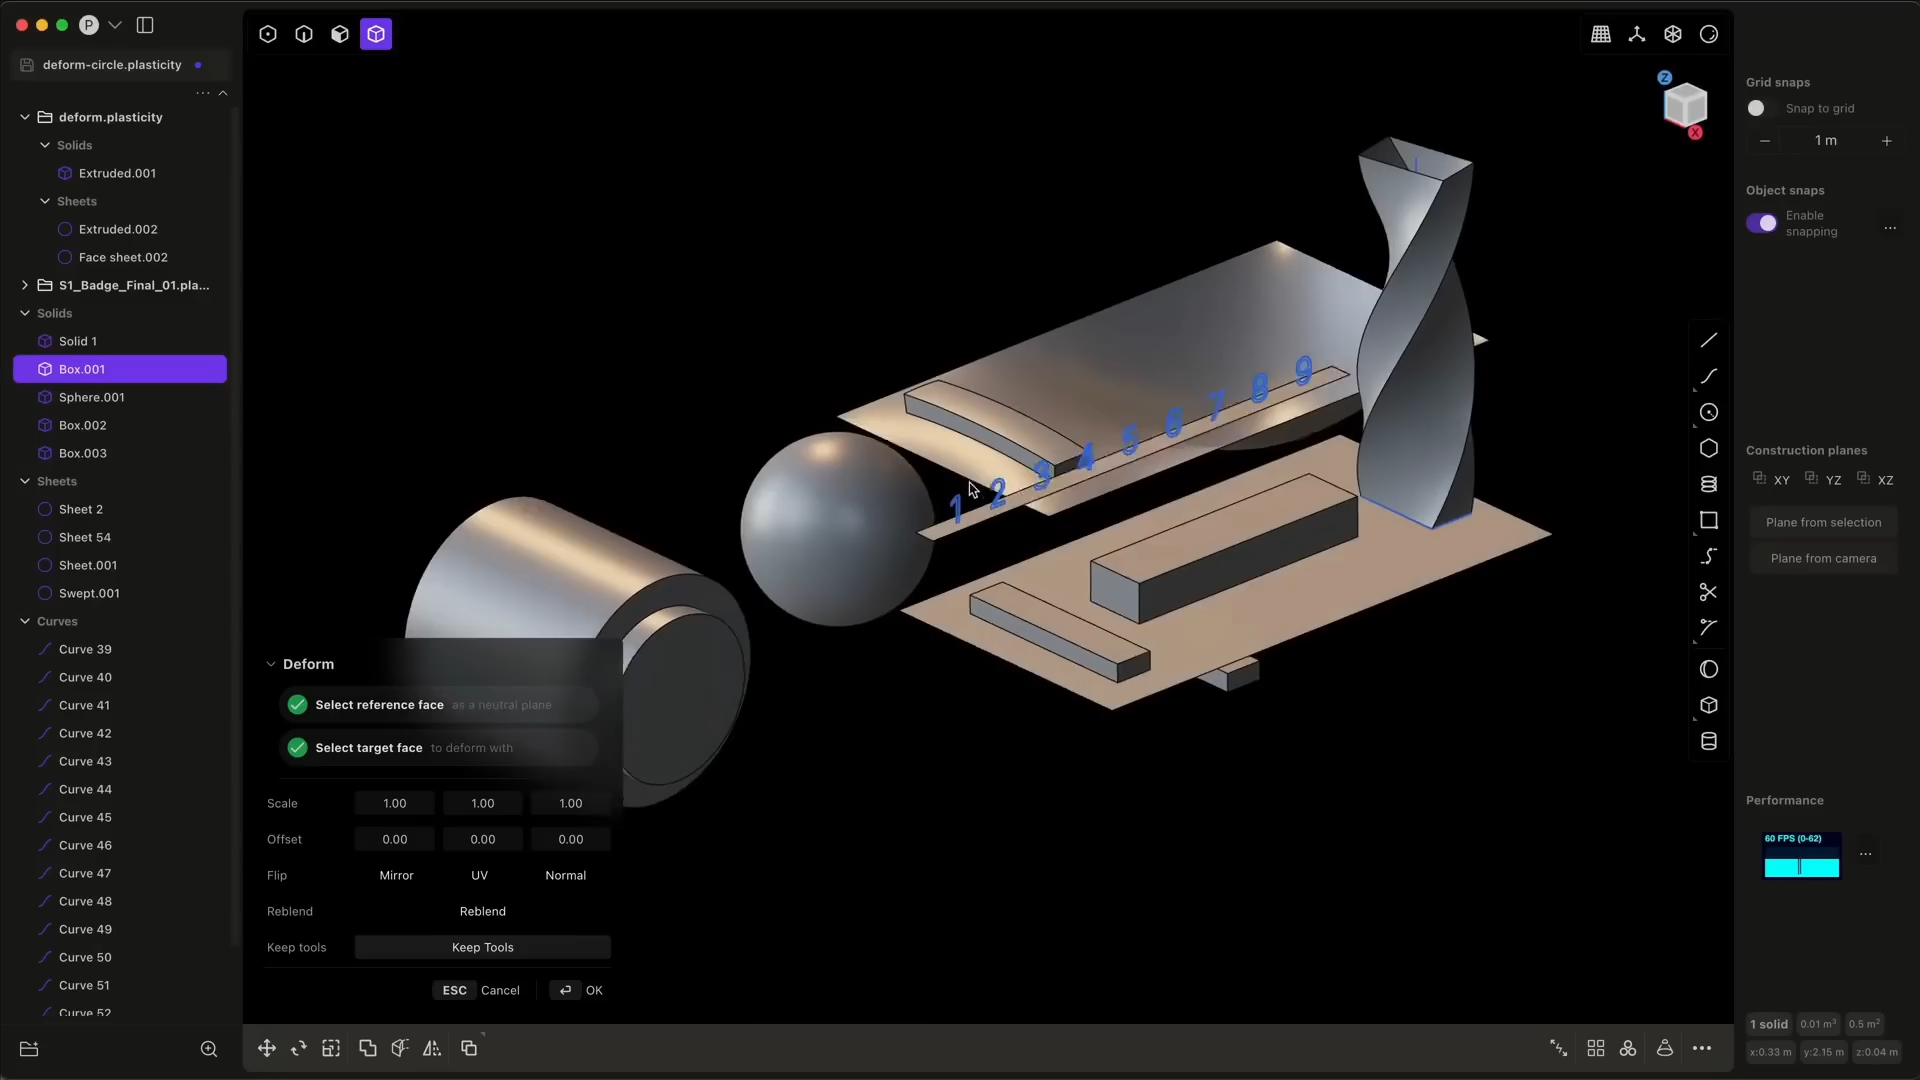 P
deform-circle.plasticity
deform.plasticity
Solids
Extruded.001
Sheets
Extruded.002
Face sheet.002
S1_Badge_Final_01.pla...
Solids
Solid 1
Box.001
Sphere.001
Box.002
Box.003
Sheets
Sheet 2
Sheet 54
Sheet.001
Swept.001
Curves
Curve 39
Curve 40
Curve 41
Curve 42
Curve 43
Curve 44
Curve 45
Curve 46
Curve 47
Curve 48
Curve 49
Curve 50
Curve 51
Curve 52
1 2 3 4 5 6 7 8 9
Deform
Select reference face as a neutral plane
Select target face to deform with
Scale 1.00 1.00 1.00
Offset 0.00 0.00 0.00
Flip Mirror UV Normal
Reblend Reblend
Keep tools Keep Tools
ESC Cancel OK
Z
X
Grid snaps
Snap to grid
1 m
Object snaps
Enable
snapping
Construction planes
XY YZ XZ
Plane from selection
Plane from camera
Performance
60 FPS (0-62)
1 solid 0.01 m³ 0.5 m²
x:0.33 m y:2.15 m z:0.04 m